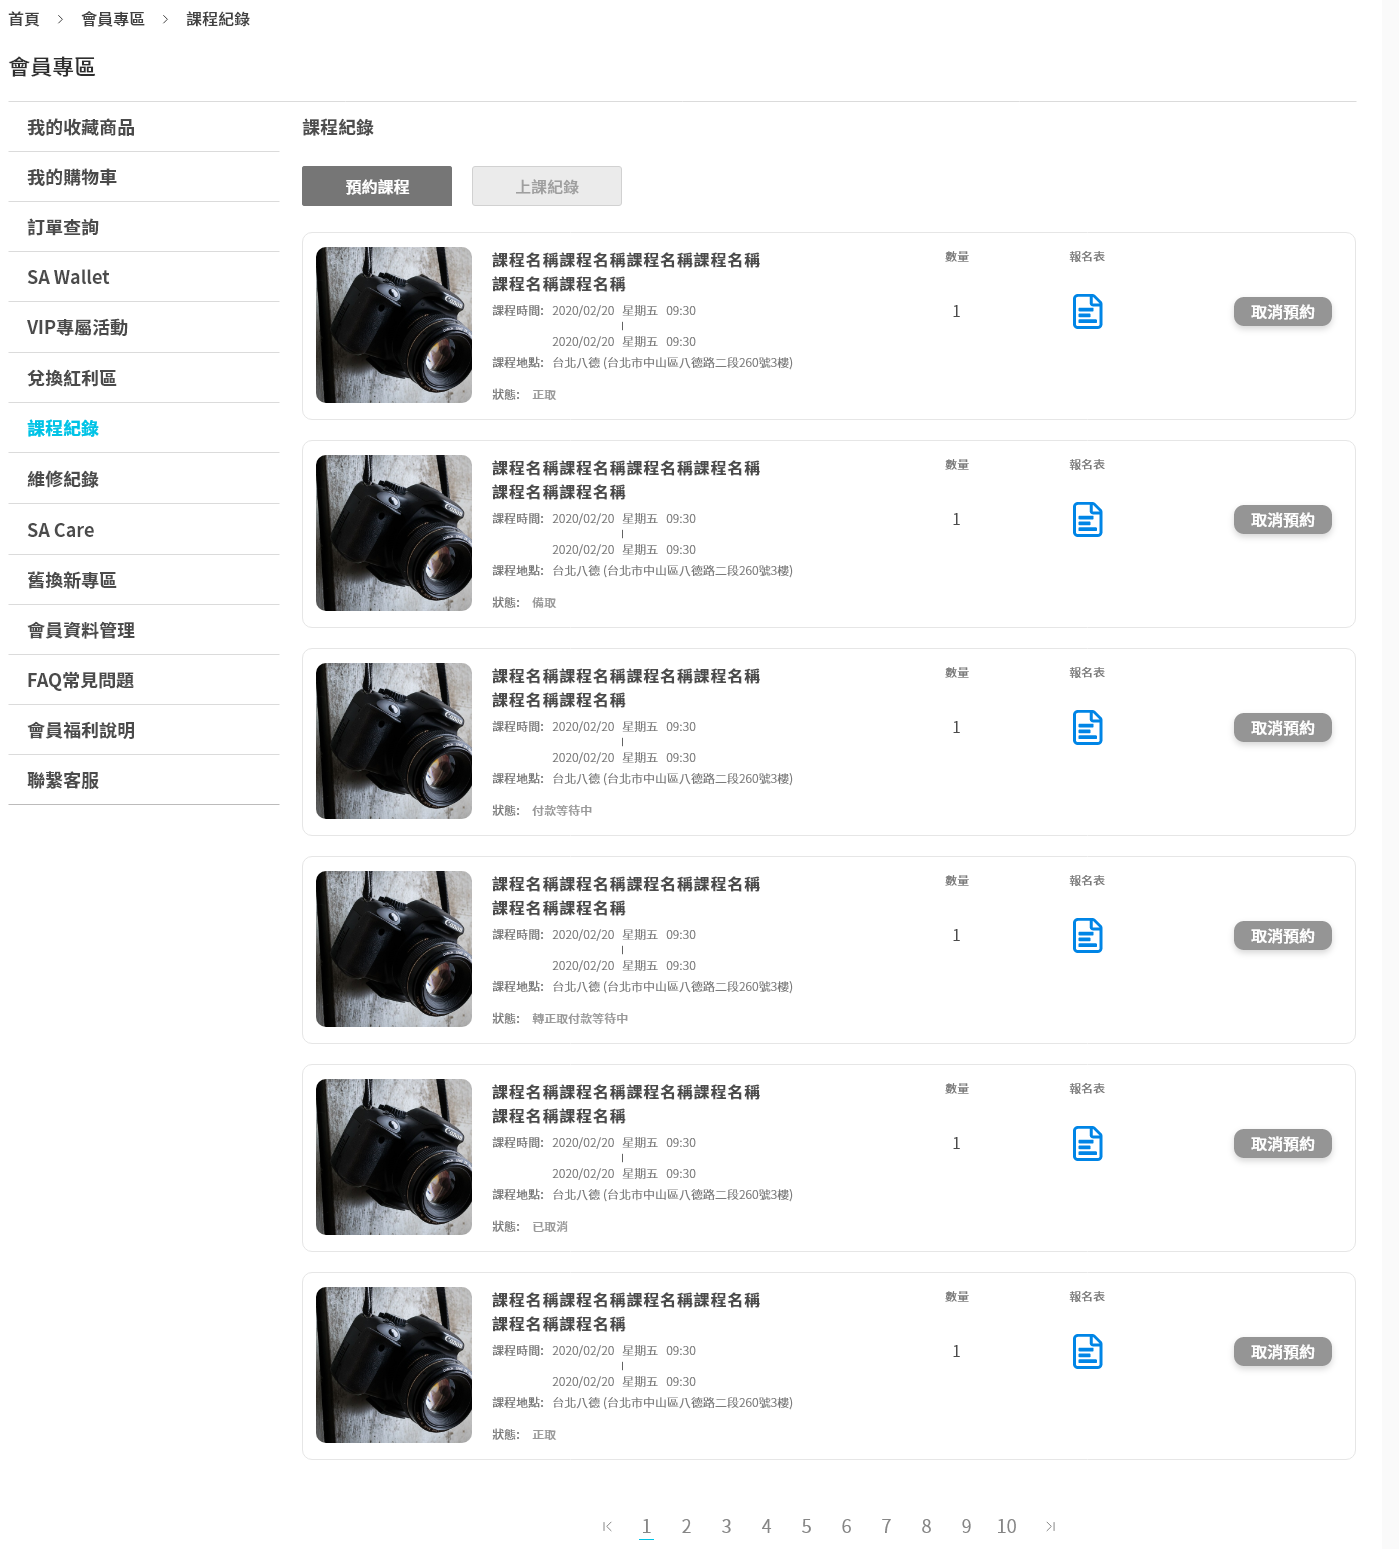 首頁 > 會員專區 > 課程紀錄
會員專區
我的收藏商品
我的購物車
訂單查詢
SA Wallet
VIP專屬活動
兌換紅利區
課程紀錄
維修紀錄
SA Care
舊換新專區
會員資料管理
FAQ常見問題
會員福利說明
聯繫客服
課程紀錄
預約課程 上課紀錄
課程名稱課程名稱課程名稱課程名稱
課程名稱課程名稱
課程時間: 2020/02/20 星期五 09:30
|
2020/02/20 星期五 09:30
課程地點: 台北八德 (台北市中山區八德路二段260號3樓)
狀態: 正取
數量
1
報名表
取消預約
課程名稱課程名稱課程名稱課程名稱
課程名稱課程名稱
課程時間: 2020/02/20 星期五 09:30
|
2020/02/20 星期五 09:30
課程地點: 台北八德 (台北市中山區八德路二段260號3樓)
狀態: 備取
數量
1
報名表
取消預約
課程名稱課程名稱課程名稱課程名稱
課程名稱課程名稱
課程時間: 2020/02/20 星期五 09:30
|
2020/02/20 星期五 09:30
課程地點: 台北八德 (台北市中山區八德路二段260號3樓)
狀態: 付款等待中
數量
1
報名表
取消預約
課程名稱課程名稱課程名稱課程名稱
課程名稱課程名稱
課程時間: 2020/02/20 星期五 09:30
|
2020/02/20 星期五 09:30
課程地點: 台北八德 (台北市中山區八德路二段260號3樓)
狀態: 轉正取付款等待中
數量
1
報名表
取消預約
課程名稱課程名稱課程名稱課程名稱
課程名稱課程名稱
課程時間: 2020/02/20 星期五 09:30
|
2020/02/20 星期五 09:30
課程地點: 台北八德 (台北市中山區八德路二段260號3樓)
狀態: 已取消
數量
1
報名表
取消預約
課程名稱課程名稱課程名稱課程名稱
課程名稱課程名稱
課程時間: 2020/02/20 星期五 09:30
|
2020/02/20 星期五 09:30
課程地點: 台北八德 (台北市中山區八德路二段260號3樓)
狀態: 正取
數量
1
報名表
取消預約
1 2 3 4 5 6 7 8 9 10